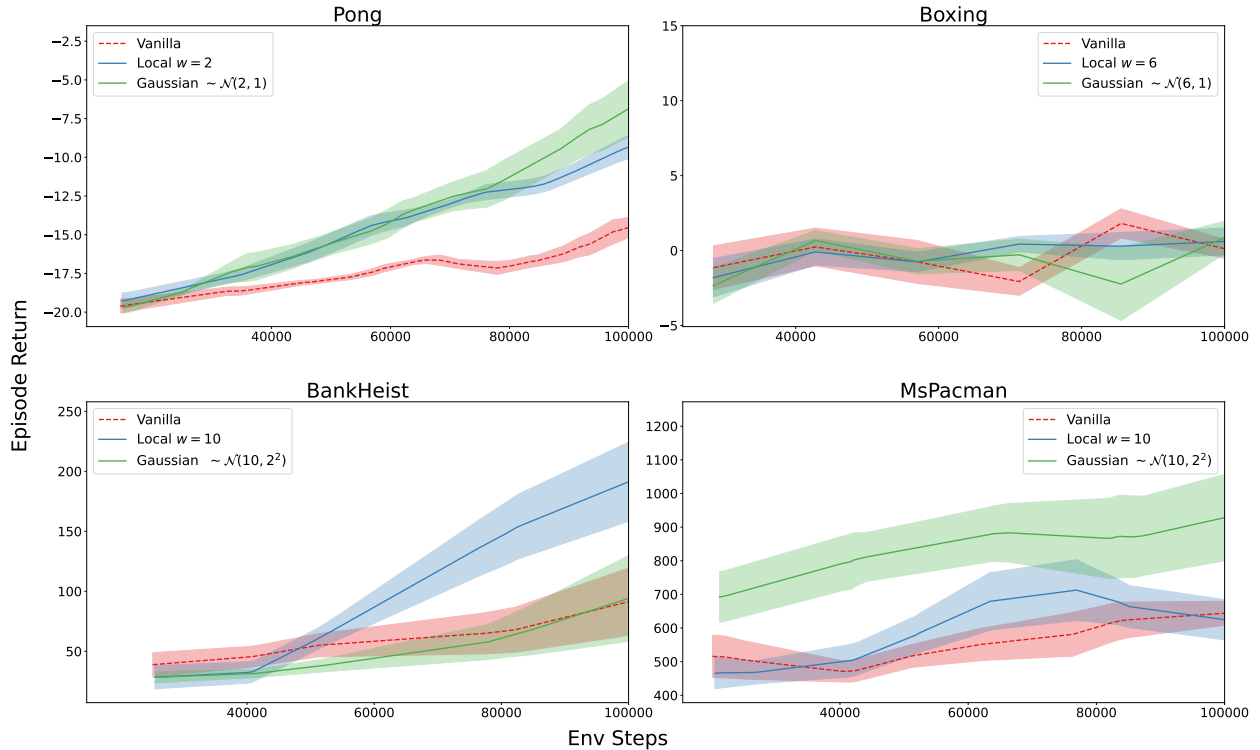 Pong
−2.5
−5.0
−7.5
−10.0
−12.5
−15.0
−17.5
−20.0
Vanilla
Local w = 2
Gaussian ∼ 𝒩(2, 1)
40000 60000 80000 100000
Boxing
15
10
5
0
−5
Vanilla
Local w = 6
Gaussian ∼ 𝒩(6, 1)
40000 60000 80000 100000
Episode Return
BankHeist
250
200
150
100
50
Vanilla
Local w = 10
Gaussian ∼ 𝒩(10, 2²)
40000 60000 80000 100000
MsPacman
1200
1100
1000
900
800
700
600
500
400
Vanilla
Local w = 10
Gaussian ∼ 𝒩(10, 2²)
40000 60000 80000 100000
Env Steps